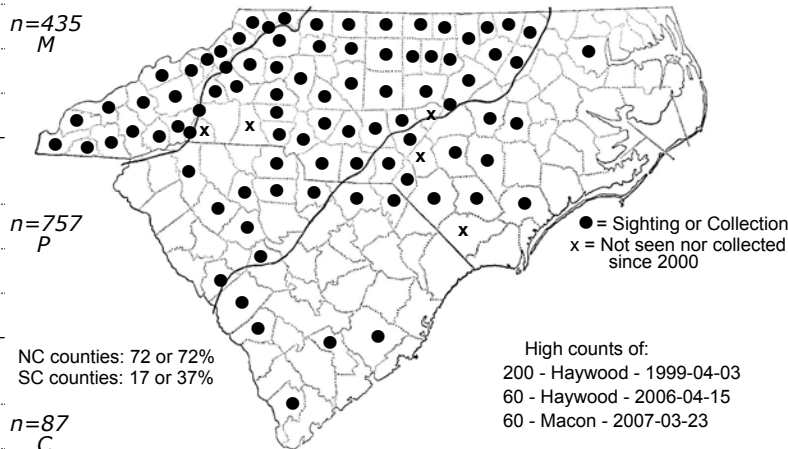 n=435
M
n=757
P
n=87
C
x
x
x
x
x
● = Sighting or Collection
x = Not seen nor collected
since 2000
NC counties: 72 or 72%
SC counties: 17 or 37%
High counts of:
200 - Haywood - 1999-04-03
60 - Haywood - 2006-04-15
60 - Macon - 2007-03-23